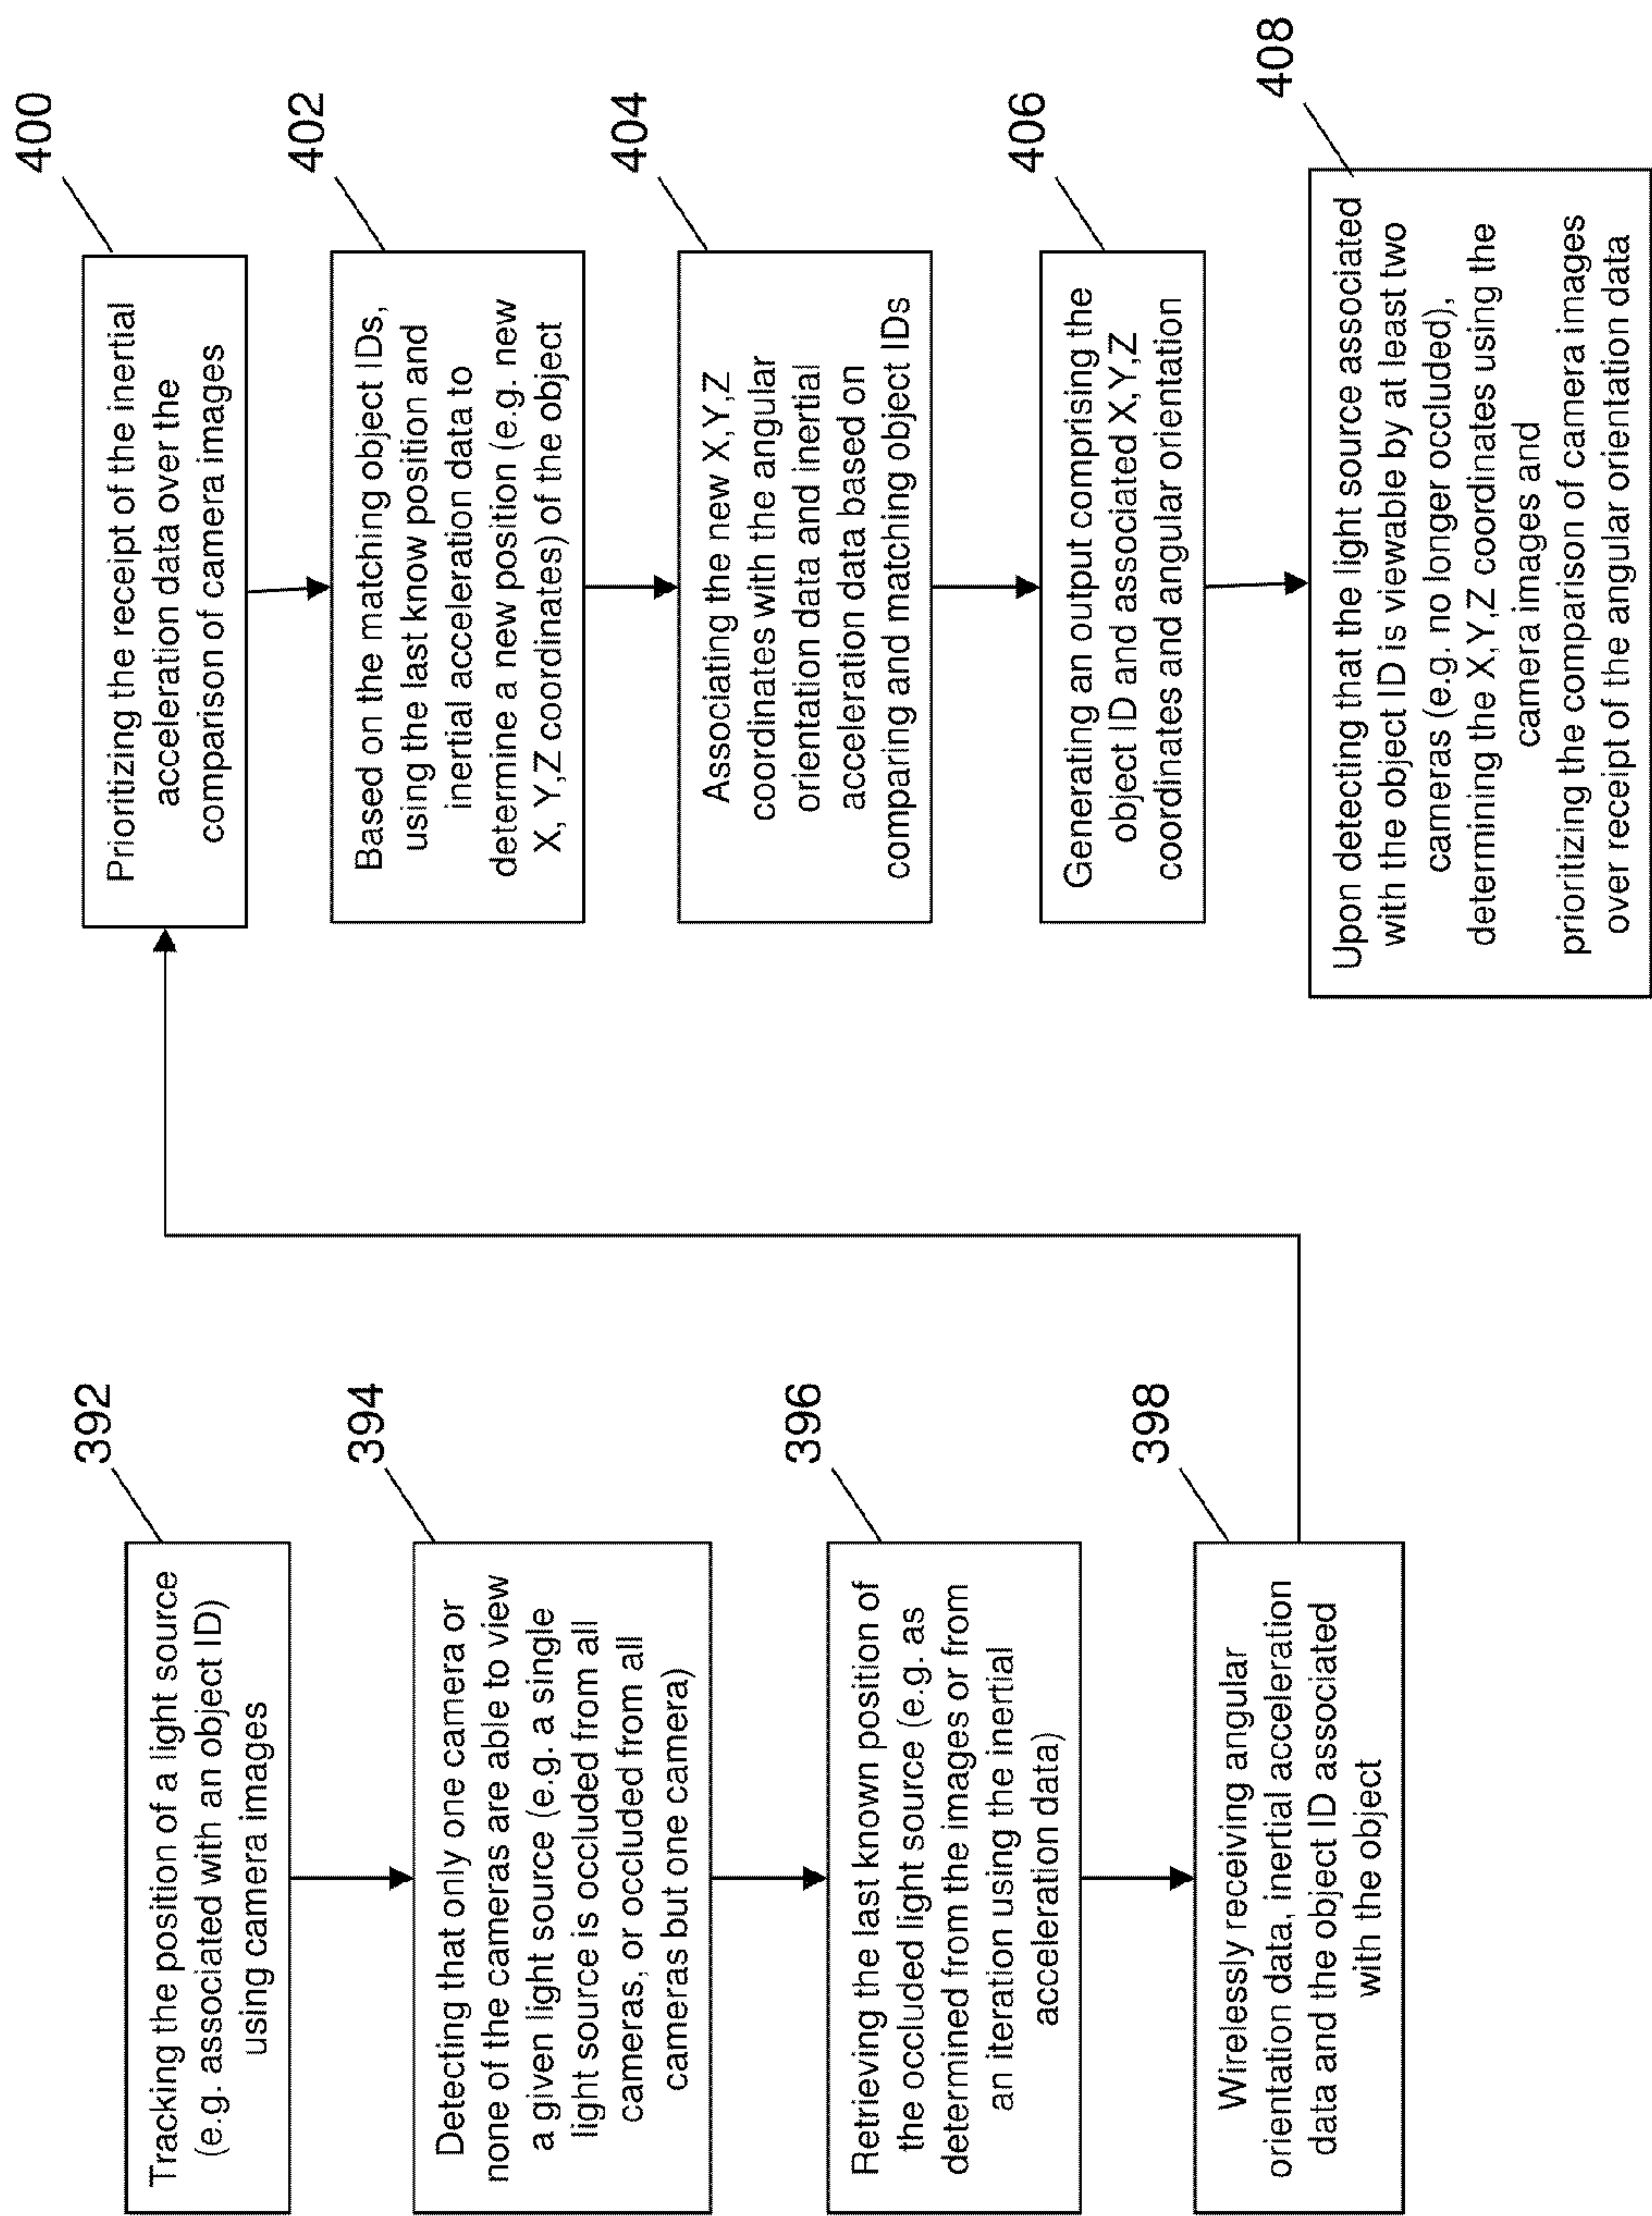 392
Tracking the position of a light source
(e.g. associated with an object ID)
using camera images
394
Detecting that only one camera or
none of the cameras are able to view
a given light source (e.g. a single
light source is occluded from all
cameras, or occluded from all
cameras but one camera)
396
Retrieving the last known position of
the occluded light source (e.g. as
determined from the images or from
an iteration using the inertial
acceleration data)
398
Wirelessly receiving angular
orientation data, inertial acceleration
data and the object ID associated
with the object
400
Prioritizing the receipt of the inertial
acceleration data over the
comparison of camera images
402
Based on the matching object IDs,
using the last know position and
inertial acceleration data to
determine a new position (e.g. new
X, Y,Z coordinates) of the object
404
Associating the new X,Y,Z
coordinates with the angular
orientation data and inertial
acceleration data based on
comparing and matching object IDs
406
Generating an output comprising the
object ID and associated X,Y,Z
coordinates and angular orientation
408
Upon detecting that the light source associated
with the object ID is viewable by at least two
cameras (e.g. no longer occluded),
determining the X,Y,Z coordinates using the
camera images and
prioritizing the comparison of camera images
over receipt of the angular orientation data